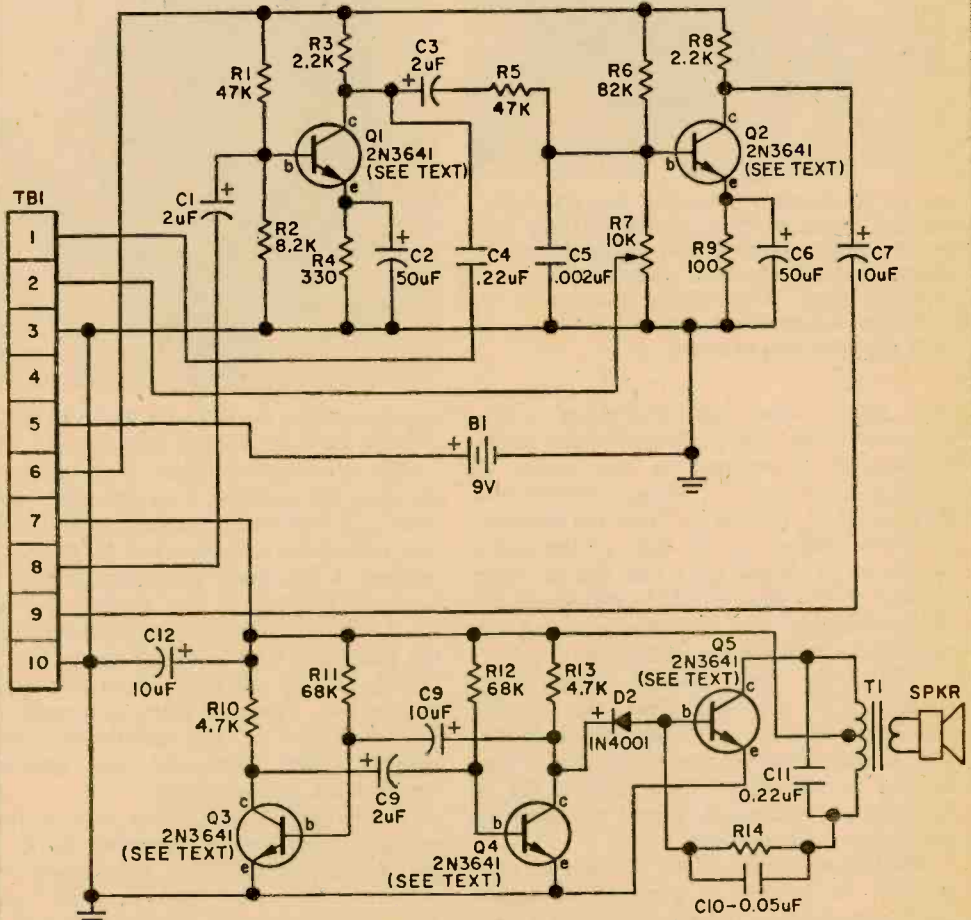 R1
47K
R3
2.2K
C3
2uF
+
R5
47K
R6
82K
R8
2.2K
c
b
e
Q1
2N3641
(SEE TEXT)
c
b
e
Q2
2N3641
(SEE TEXT)
TB1
1
2
3
4
5
6
7
8
9
10
C1
2uF
+
R2
8.2K
R4
330
+
C2
50uF
C4
.22uF
C5
.002uF
R7
10K
R9
100
+
C6
50uF
+
C7
10uF
B1
+
9V
C12
+
10uF
R10
4.7K
R11
68K
C9
10uF
+
R12
68K
R13
4.7K
+
D2
1N4001
Q5
2N3641
(SEE TEXT)
c
b
e
T1
SPKR
C11
0.22uF
+
C9
2uF
c
b
e
Q3
2N3641
(SEE TEXT)
c
b
e
Q4
2N3641
(SEE TEXT)
R14
C10-0.05uF